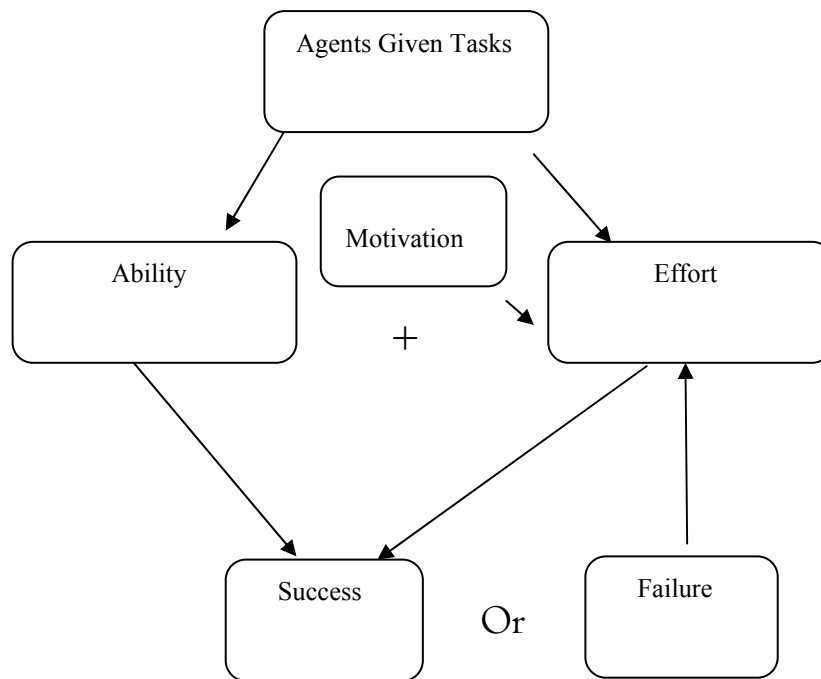 Agents Given Tasks
Motivation
Ability
Effort
+
Success
Or
Failure